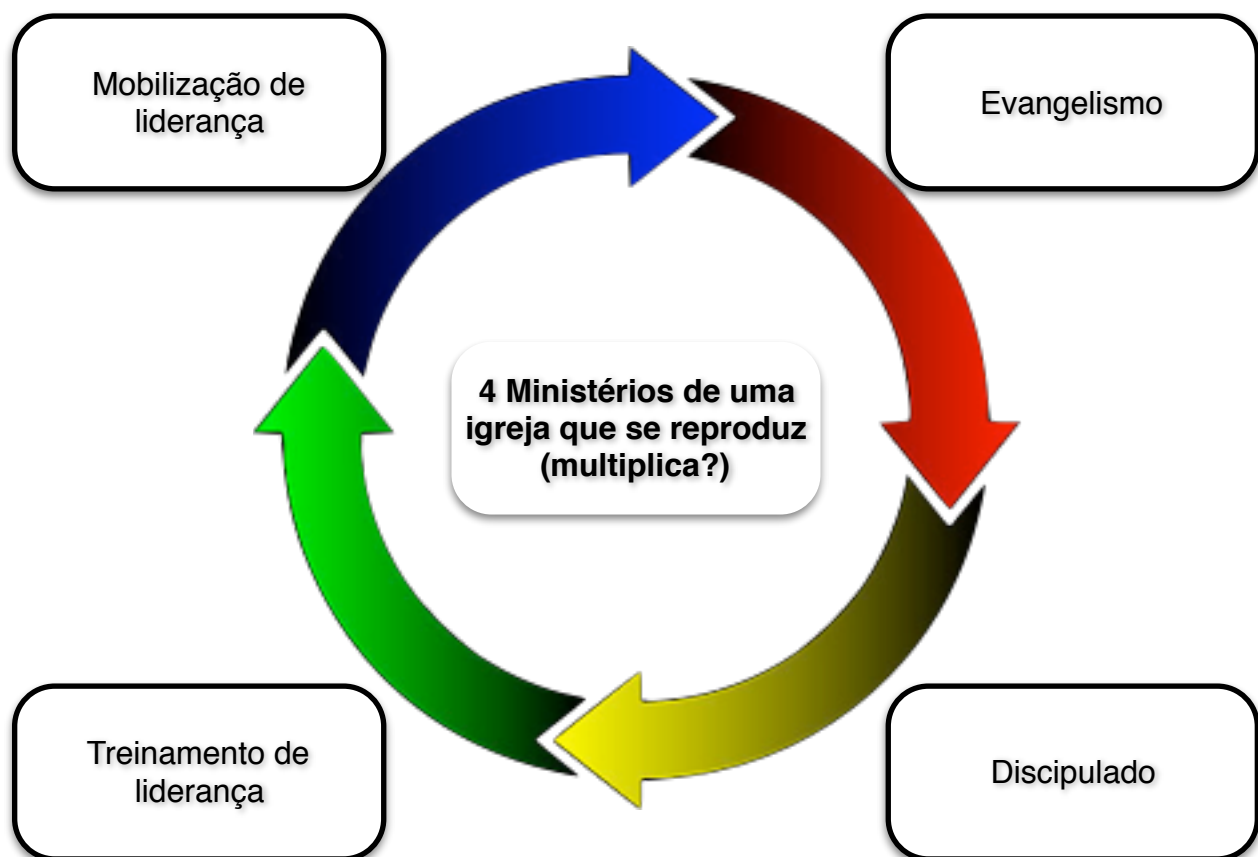 Mobilização de
liderança
Evangelismo
4 Ministérios de uma
igreja que se reproduz
(multiplica?)
Treinamento de
liderança
Discipulado